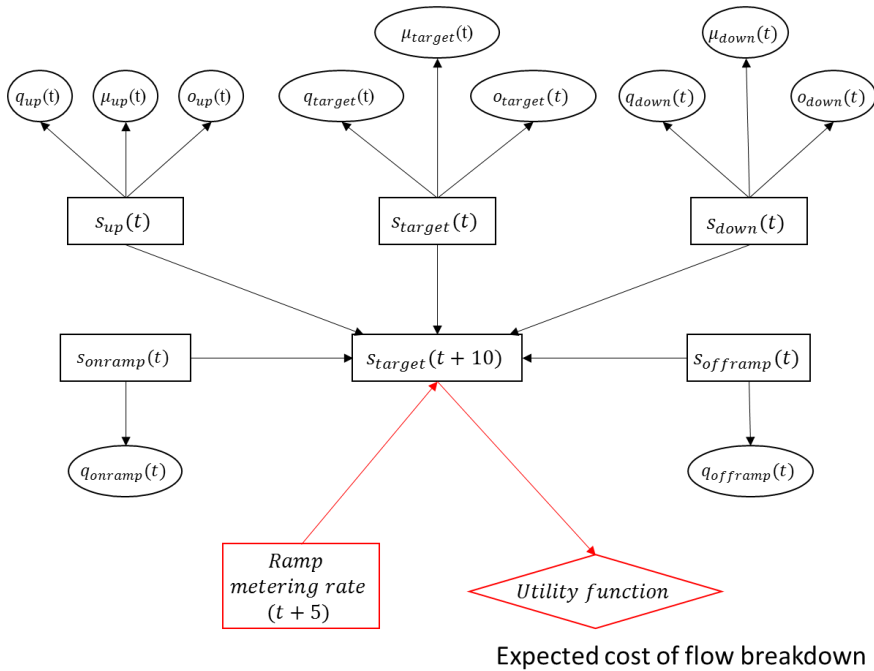 μ_target(t)
μ_down(t)
q_up(t)
μ_up(t)
o_up(t)
q_target(t)
o_target(t)
q_down(t)
o_down(t)
s_up(t)
s_target(t)
s_down(t)
s_onramp(t)
s_target(t + 10)
s_offramp(t)
q_onramp(t)
q_offramp(t)
Ramp
metering rate
(t + 5)
Utility function
Expected cost of flow breakdown